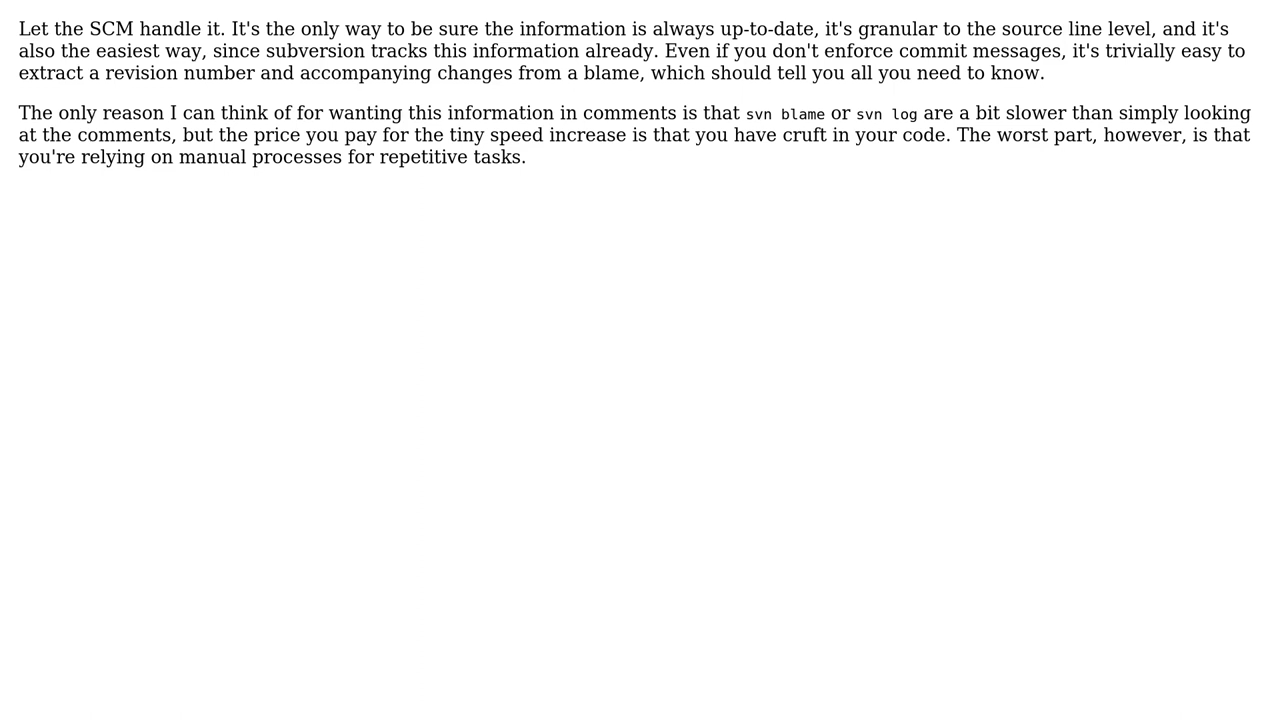 Let the SCM handle it. It's the only way to be sure the information is always up-to-date, it's granular to the source line level, and it's
also the easiest way, since subversion tracks this information already. Even if you don't enforce commit messages, it's trivially easy to
extract a revision number and accompanying changes from a blame, which should tell you all you need to know.
The only reason I can think of for wanting this information in comments is that svn blame or svn log are a bit slower than simply looking
at the comments, but the price you pay for the tiny speed increase is that you have cruft in your code. The worst part, however, is that
you're relying on manual processes for repetitive tasks.